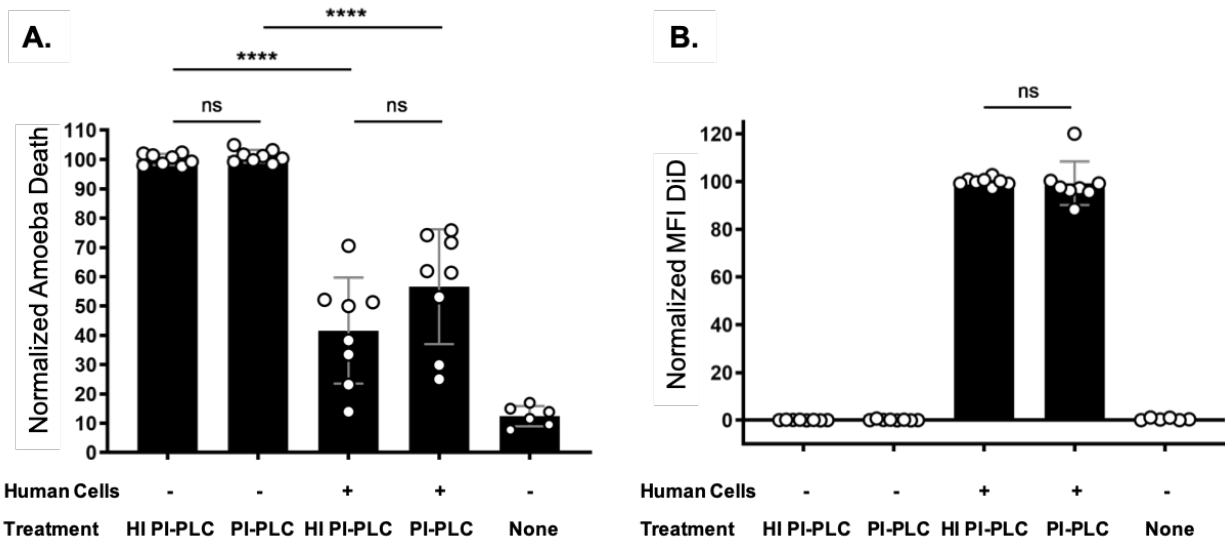 A.
****
****
ns
ns
Normalized Amoeba Death
110
100
90
80
70
60
50
40
30
20
10
0
Human Cells - - + + -
Treatment HI PI-PLC PI-PLC HI PI-PLC PI-PLC None
B.
ns
Normalized MFI DiD
120
100
80
60
40
20
0
Human Cells - - + + -
Treatment HI PI-PLC PI-PLC HI PI-PLC PI-PLC None